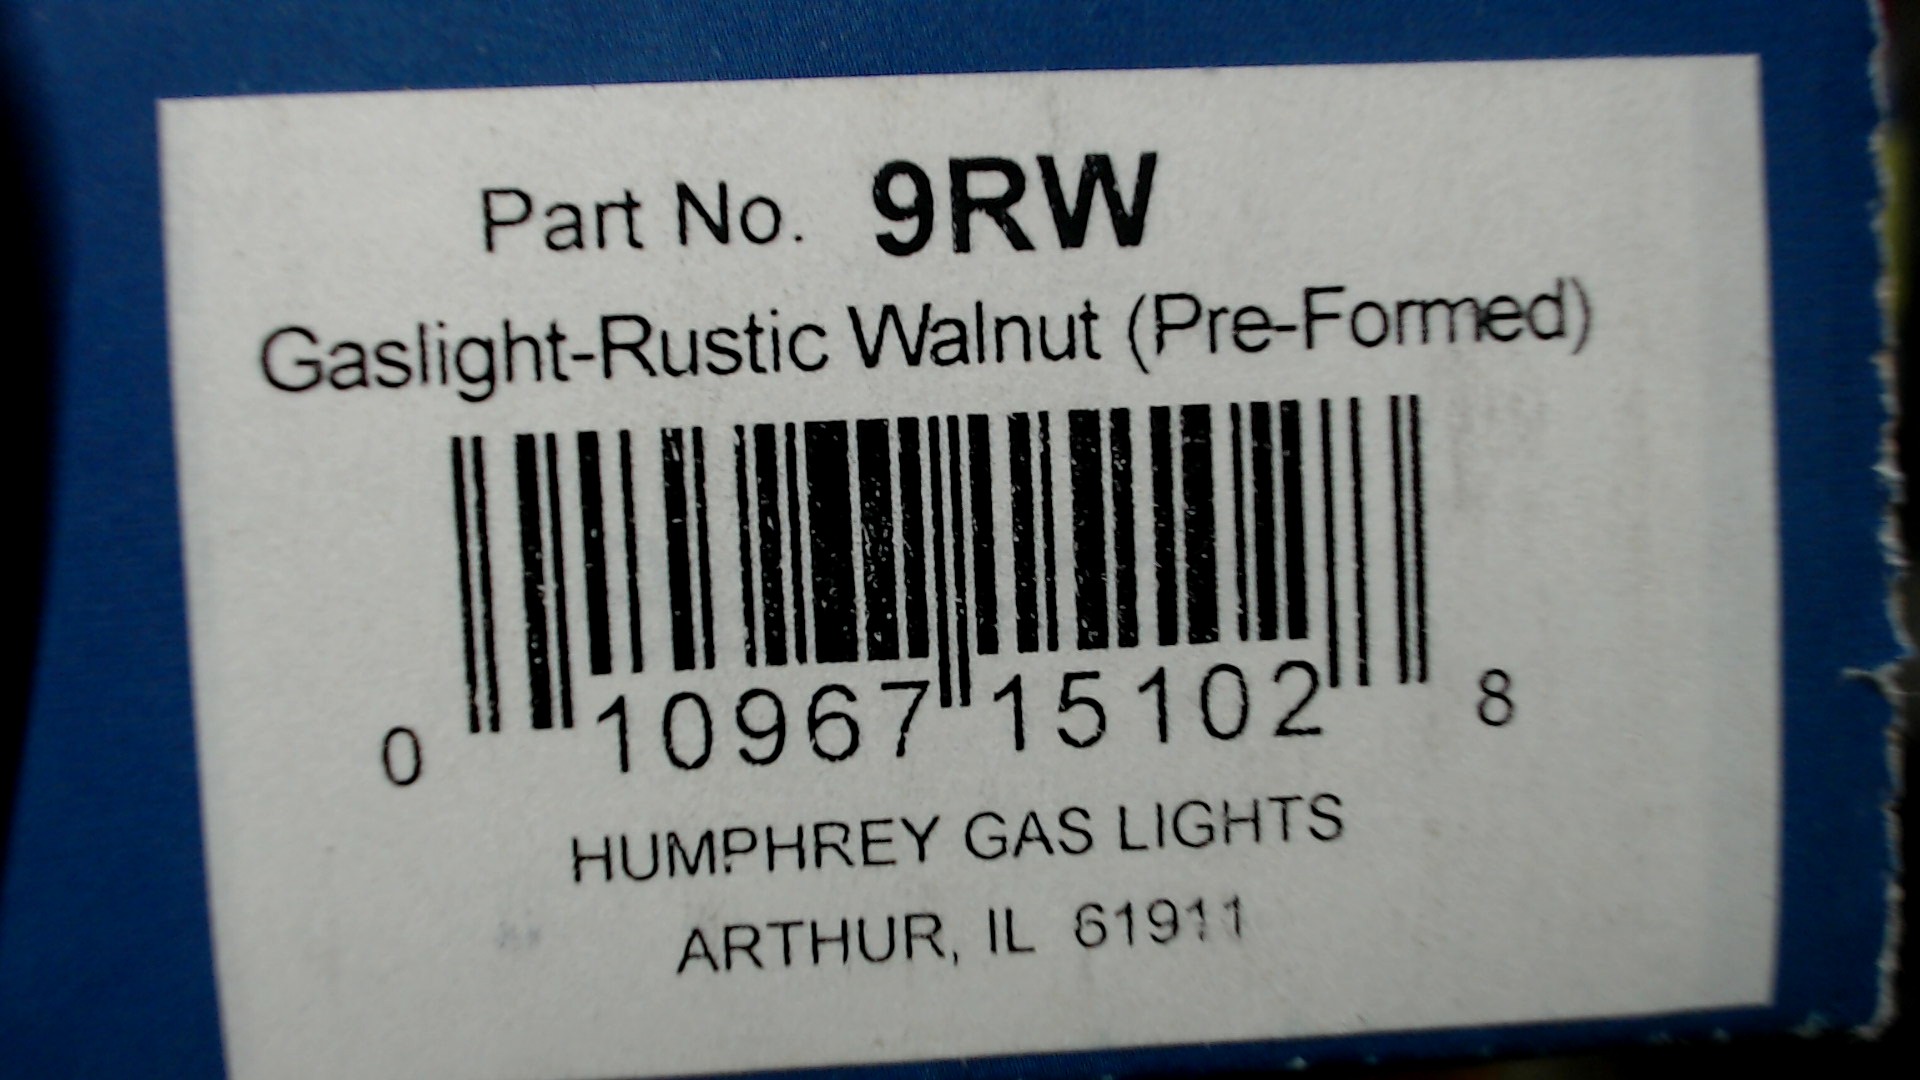 Part No. 9RW
Gaslight-Rustic Walnut (Pre-Formed)
0 10967 15102 8
HUMPHREY GAS LIGHTS
ARTHUR, IL 61911